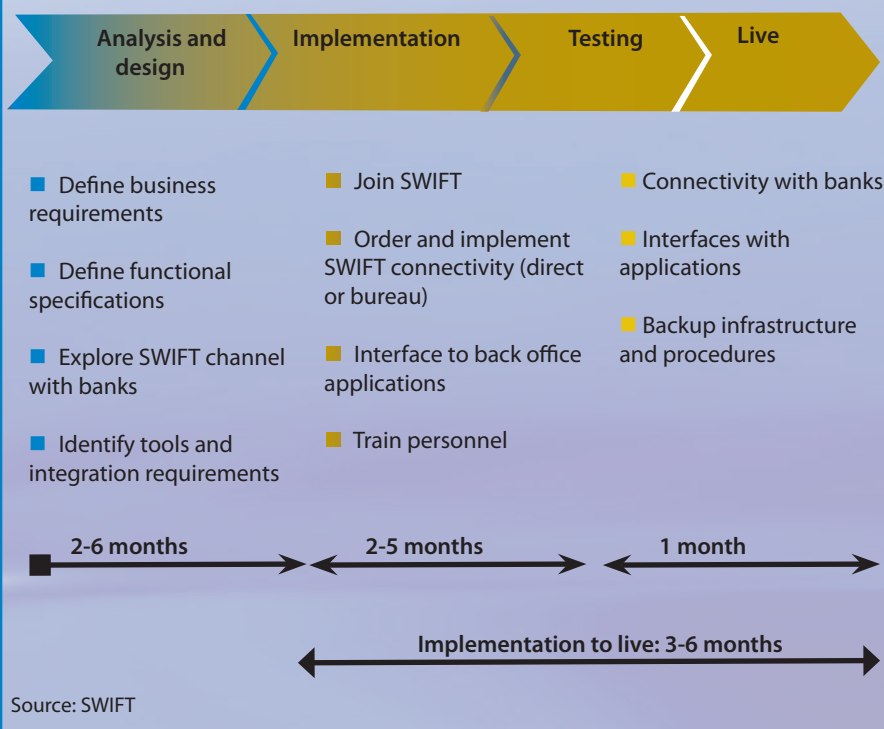 Analysis and
design
Implementation
Testing
Live
■ Define business
requirements
■ Define functional
specifications
■ Explore SWIFT channel
with banks
■ Identify tools and
integration requirements
■ Join SWIFT
■ Order and implement
SWIFT connectivity (direct
or bureau)
■ Interface to back office
applications
■ Train personnel
■ Connectivity with banks
■ Interfaces with
applications
■ Backup infrastructure
and procedures
2-6 months
2-5 months
1 month
Implementation to live: 3-6 months
Source: SWIFT